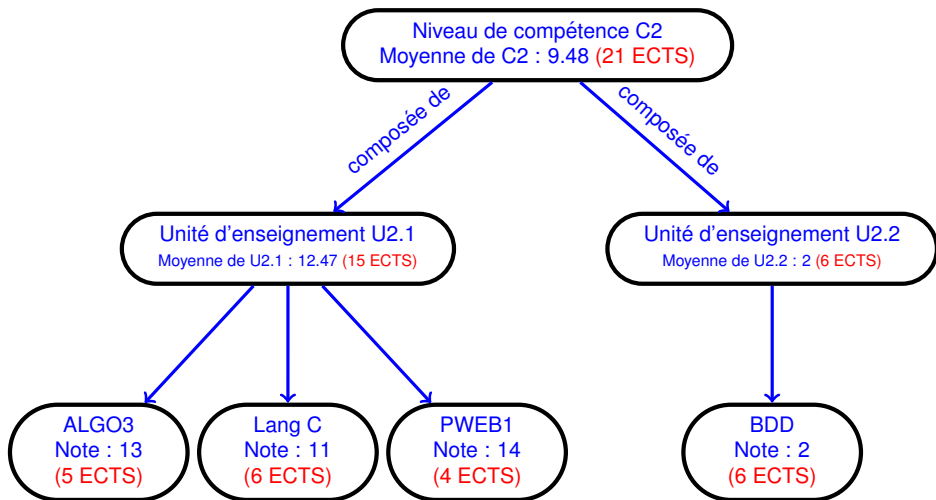 Niveau de compétence C2
Moyenne de C2 : 9.48 (21 ECTS)
composée de
composée de
Unité d'enseignement U2.1
Moyenne de U2.1 : 12.47 (15 ECTS)
Unité d'enseignement U2.2
Moyenne de U2.2 : 2 (6 ECTS)
ALGO3
Note : 13
(5 ECTS)
Lang C
Note : 11
(6 ECTS)
PWEB1
Note : 14
(4 ECTS)
BDD
Note : 2
(6 ECTS)